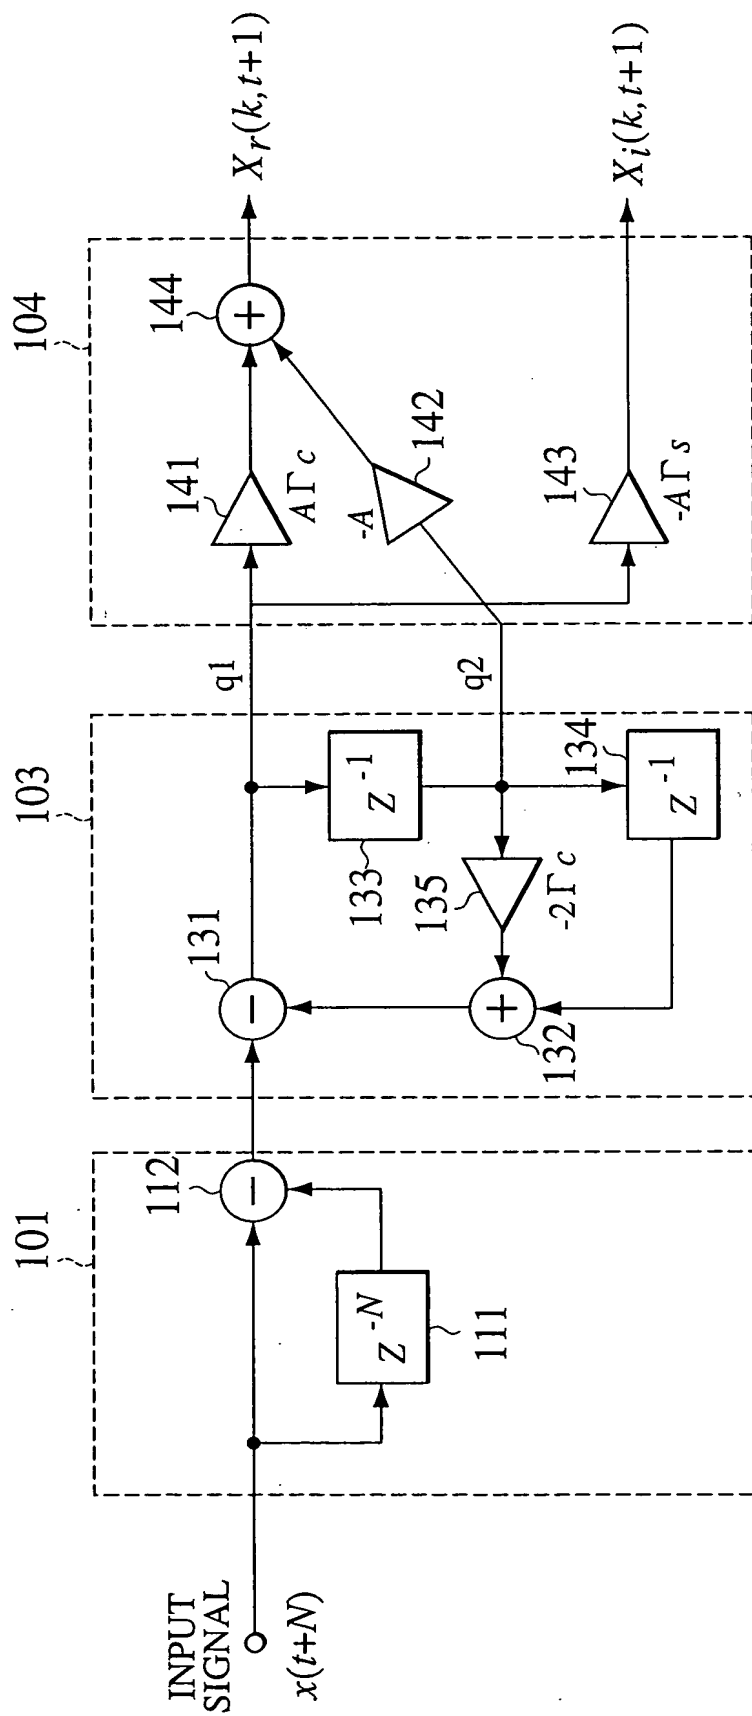 INPUT
SIGNAL
x(t+N)
101
112
-
Z^-N
111
103
131
-
133
Z^-1
135
-2Γc
132
+
134
Z^-1
q1
q2
104
141
AΓc
-A
142
144
+
143
-AΓs
X_r(k,t+1)
X_i(k,t+1)